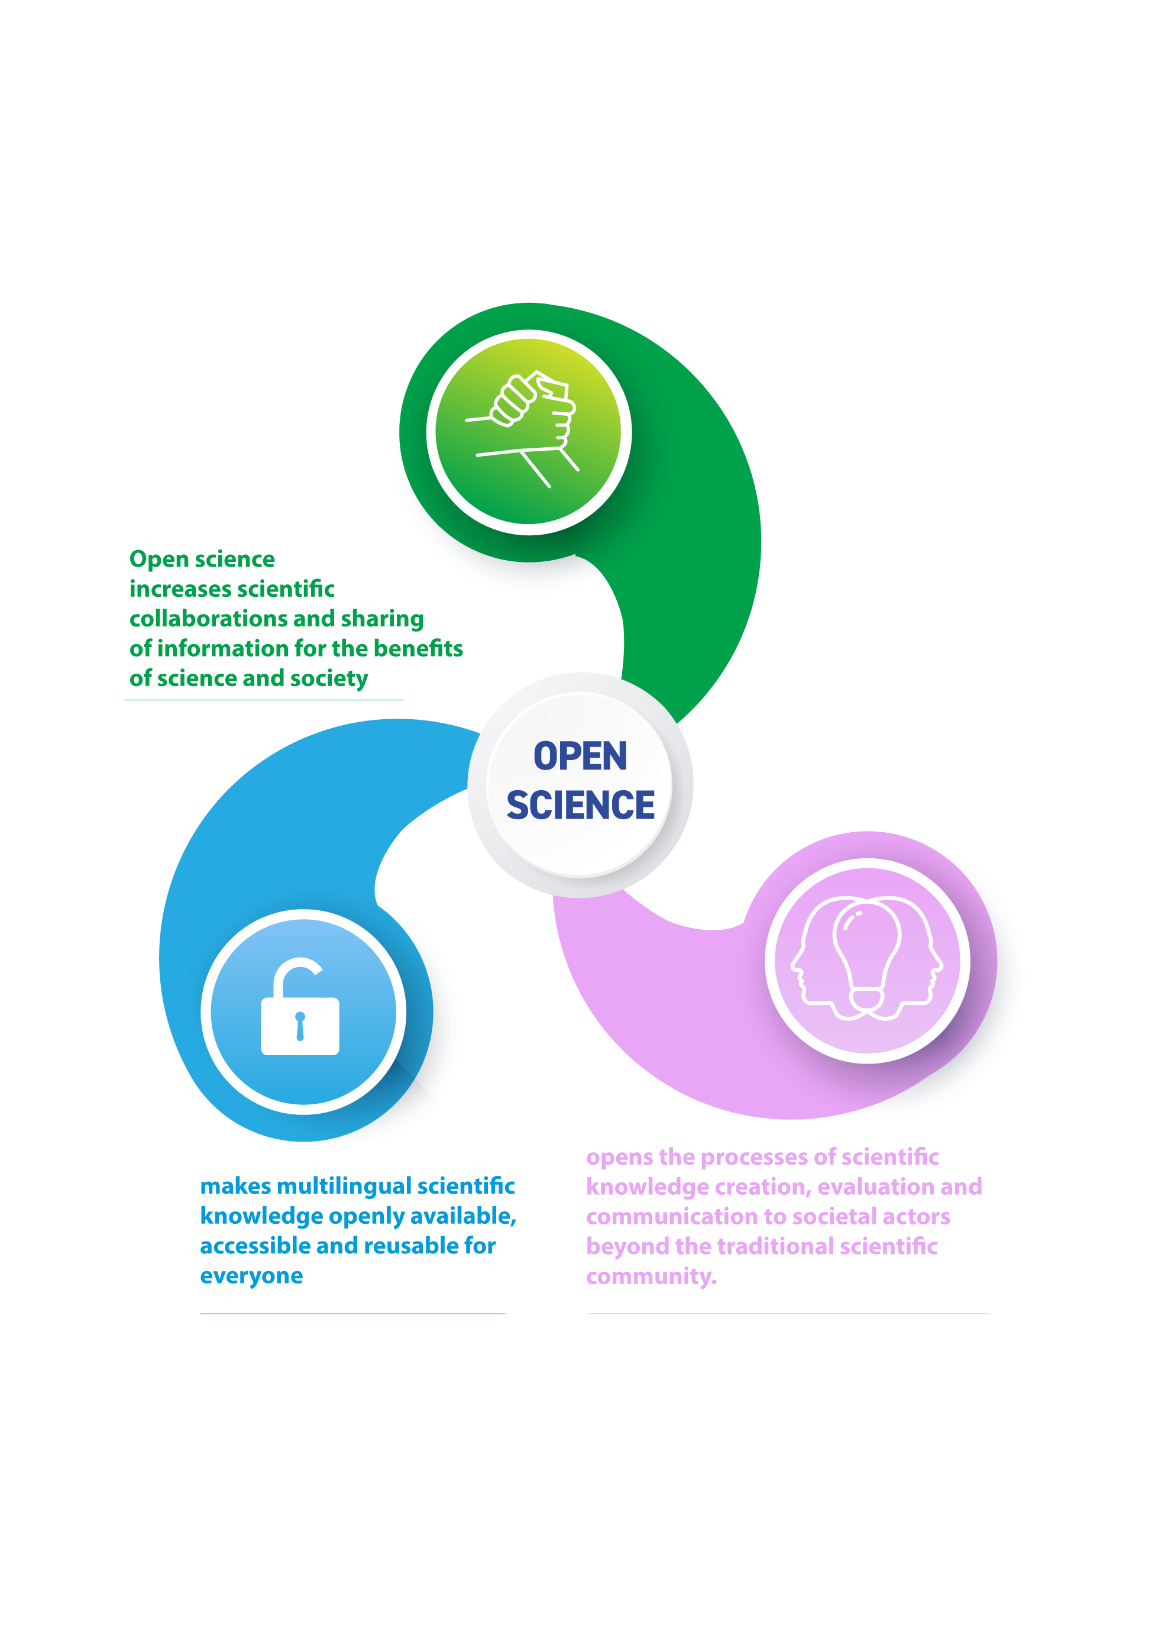 Open science
increases scientific
collaborations and sharing
of information for the benefits
of science and society
OPEN
SCIENCE
makes multilingual scientific
knowledge openly available,
accessible and reusable for
everyone
opens the processes of scientific
knowledge creation, evaluation and
communication to societal actors
beyond the traditional scientific
community.